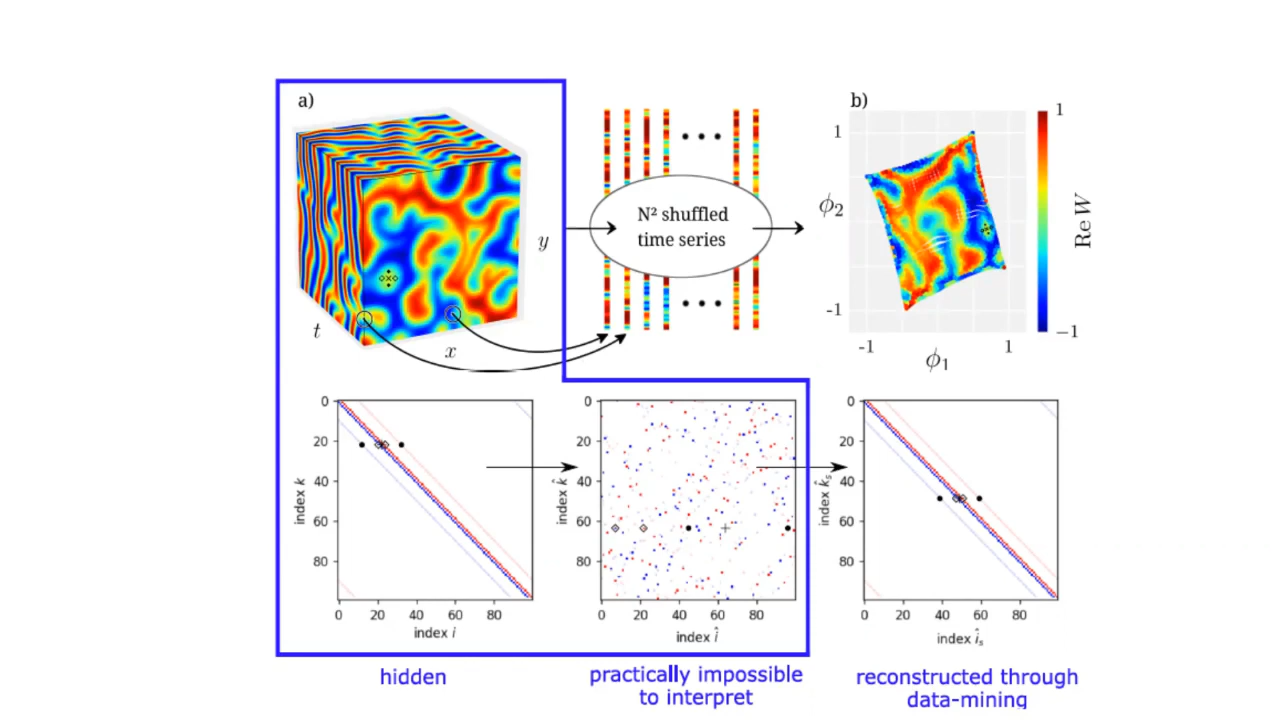 a)
t
x
y
N² shuffled
time series
b)
1
ϕ₂
-1
-1
1
ϕ₁
1
Re W
−1
0
20
40
60
80
index k
0
20
40
60
80
index i
0
20
40
60
80
index k̂
0
20
40
60
80
index î
0
20
40
60
80
index k̂ₛ
0
20
40
60
80
index îₛ
hidden
practically impossible
to interpret
reconstructed through
data-mining